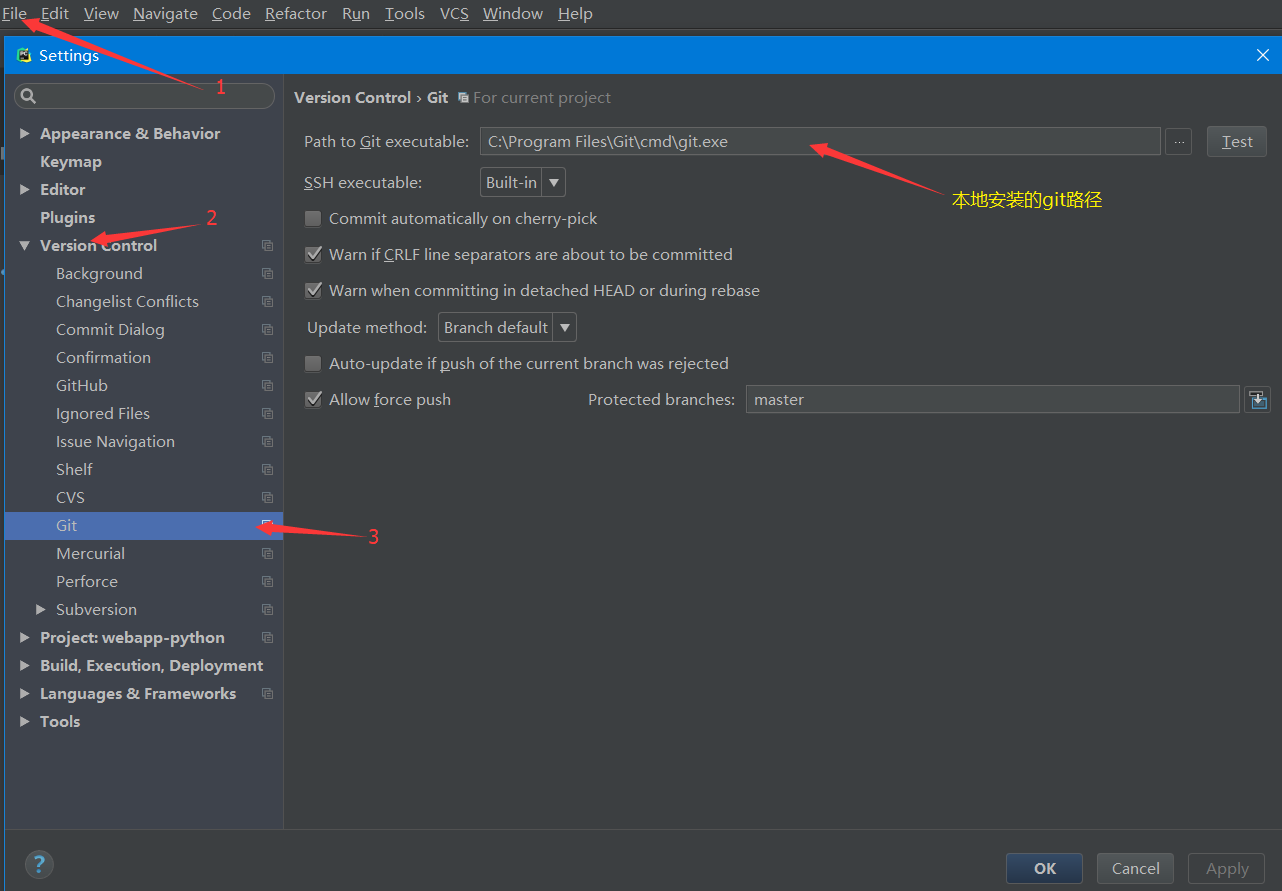 File Edit View Navigate Code Refactor Run Tools VCS Window Help
Settings
1
Version Control › Git For current project
Appearance & Behavior
Path to Git executable: C:\Program Files\Git\cmd\git.exe ... Test
Keymap
SSH executable: Built-in
Editor
本地安装的git路径
Plugins
Commit automatically on cherry-pick
2
Version Control
Warn if CRLF line separators are about to be committed
Background
Changelist Conflicts
Warn when committing in detached HEAD or during rebase
Commit Dialog
Update method: Branch default
Confirmation
Auto-update if push of the current branch was rejected
GitHub
Allow force push Protected branches: master
Ignored Files
Issue Navigation
Shelf
CVS
Git
3
Mercurial
Perforce
Subversion
Project: webapp-python
Build, Execution, Deployment
Languages & Frameworks
Tools
? OK Cancel Apply